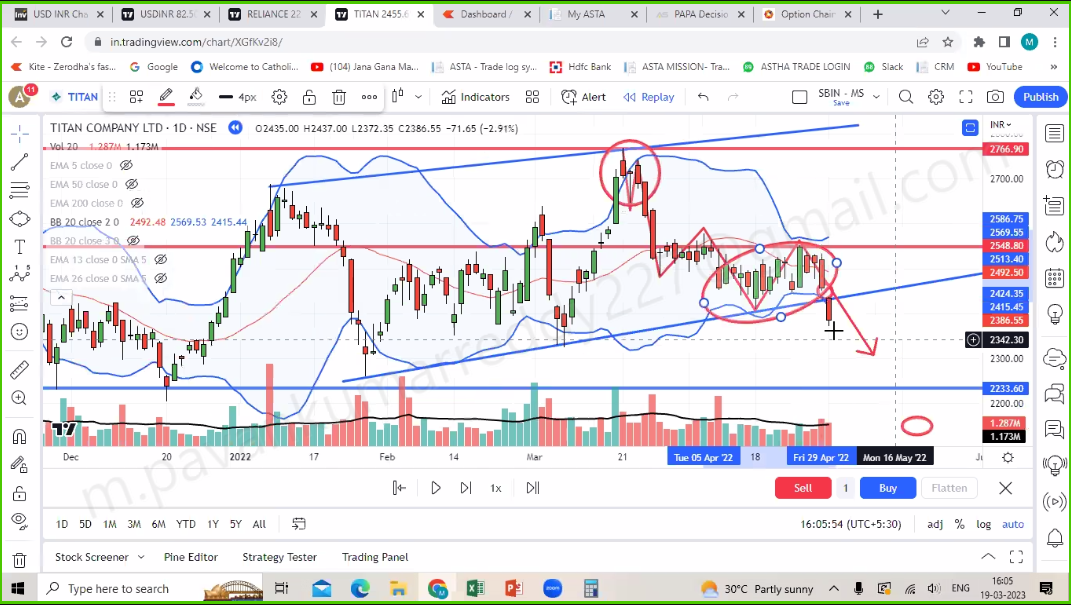 USD INR Cha
USDINR 82.5
RELIANCE 22
TITAN 2455.6
Dashboard /
My ASTA
PAPA Decisio
Option Chain
in.tradingview.com/chart/XGfKv2i8/
M
Kite - Zerodha's fas...
Google
Welcome to Catholic...
(104) Jana Gana Ma...
ASTA - Trade log sy...
Hdfc Bank
ASTA MISSION- Tra...
ASTHA TRADE LOGIN
Slack
CRM
YouTube
»
A 11
TITAN
4px
Indicators
Alert
Replay
SBIN - MS
Save
Publish
TITAN COMPANY LTD · 1D · NSE O2435.00 H2437.00 L2372.35 C2386.55 -71.65 (-2.91%)
INR
Vol 20 1.287M 1.173M
EMA 5 close 0
EMA 50 close 0
EMA 200 close 0
BB 20 close 2 0 2492.48 2569.53 2415.44
BB 20 close 3 0
EMA 13 close 0 SMA 5
EMA 26 close 0 SMA 5
2766.90
2700.00
2586.75
2569.55
2548.80
2513.40
2492.50
2424.35
2415.45
2386.55
2342.30
2300.00
2233.60
2200.00
1.287M
1.173M
m.pavankumarreddy227@gmail.com
Dec 20 2022 17 Feb 14 Mar 21 Tue 05 Apr '22 18 Fri 29 Apr '22 Mon 16 May '22
1x
Sell 1 Buy Flatten
1D 5D 1M 3M 6M YTD 1Y 5Y All
16:05:54 (UTC+5:30) adj % log auto
Stock Screener Pine Editor Strategy Tester Trading Panel
Type here to search
30°C Partly sunny
ENG
16:05
19-03-2023